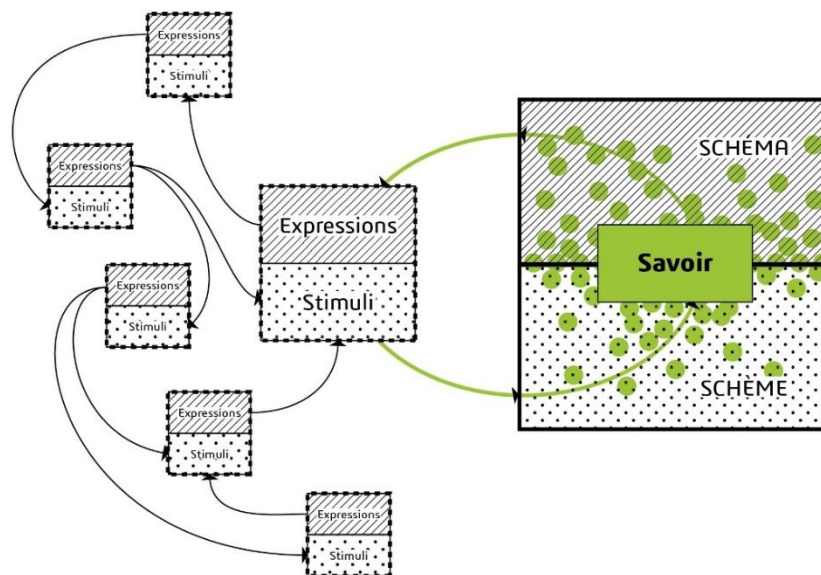 Expressions
Stimuli
Expressions
Stimuli
Expressions
Stimuli
Expressions
Stimuli
Expressions
Stimuli
Expressions
Stimuli
SCHÉMA
Savoir
SCHÈME